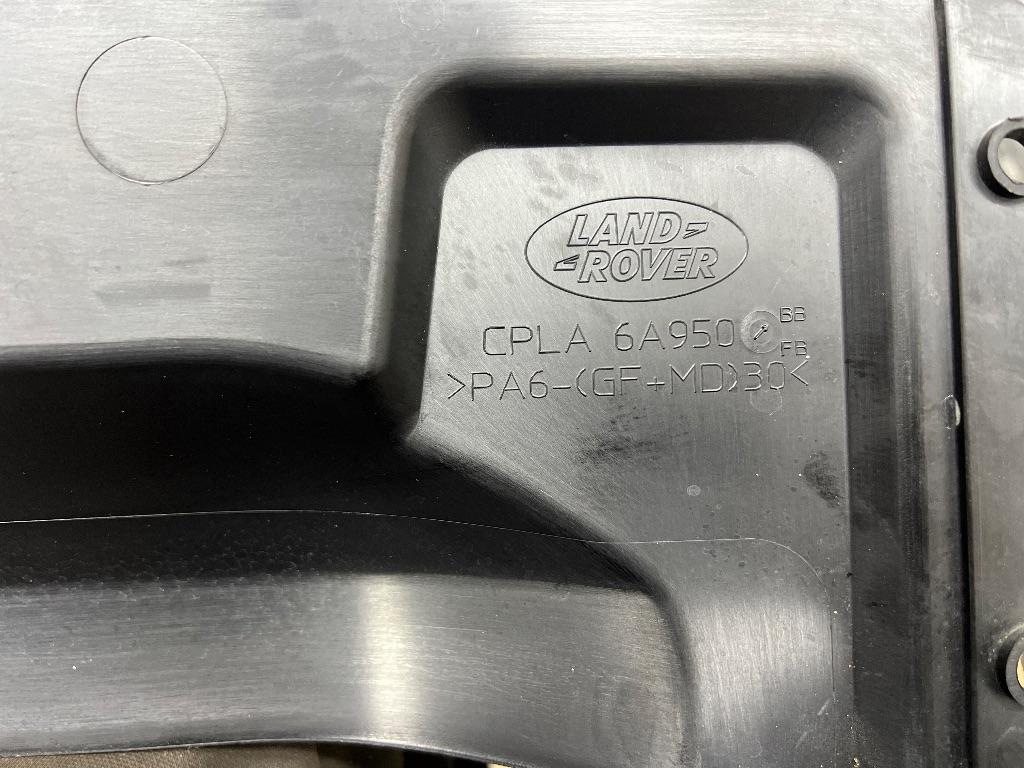 LAND
ROVER
CPLA 6A950 BB
FB
>PA6-(GF+MD)30<